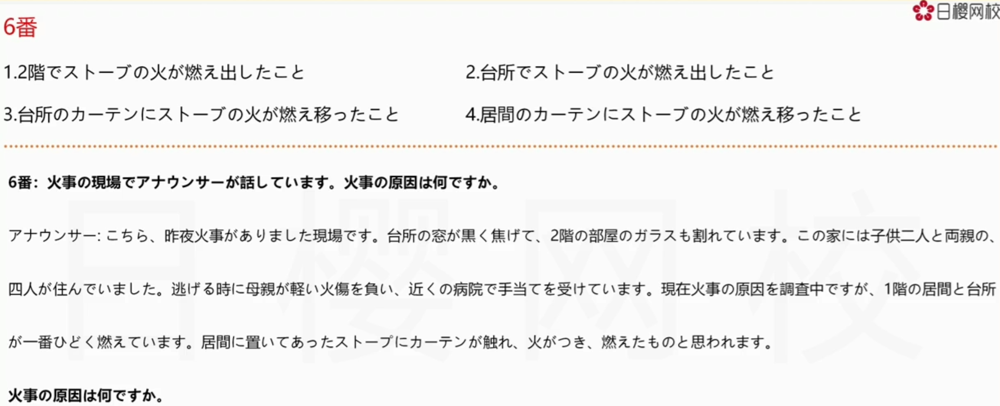 日樱网校
6番
1.2階でストーブの火が燃え出したこと 2.台所でストーブの火が燃え出したこと
3.台所のカーテンにストーブの火が燃え移ったこと 4.居間のカーテンにストーブの火が燃え移ったこと
6番：火事の現場でアナウンサーが話しています。火事の原因は何ですか。
アナウンサー: こちら、昨夜火事がありました現場です。台所の窓が黒く焦げて、2階の部屋のガラスも割れています。この家には子供二人と両親の、
四人が住んでいました。逃げる時に母親が軽い火傷を負い、近くの病院で手当てを受けています。現在火事の原因を調査中ですが、1階の居間と台所
が一番ひどく燃えています。居間に置いてあったストープにカーテンが触れ、火がつき、燃えたものと思われます。
火事の原因は何ですか。
日樱网校